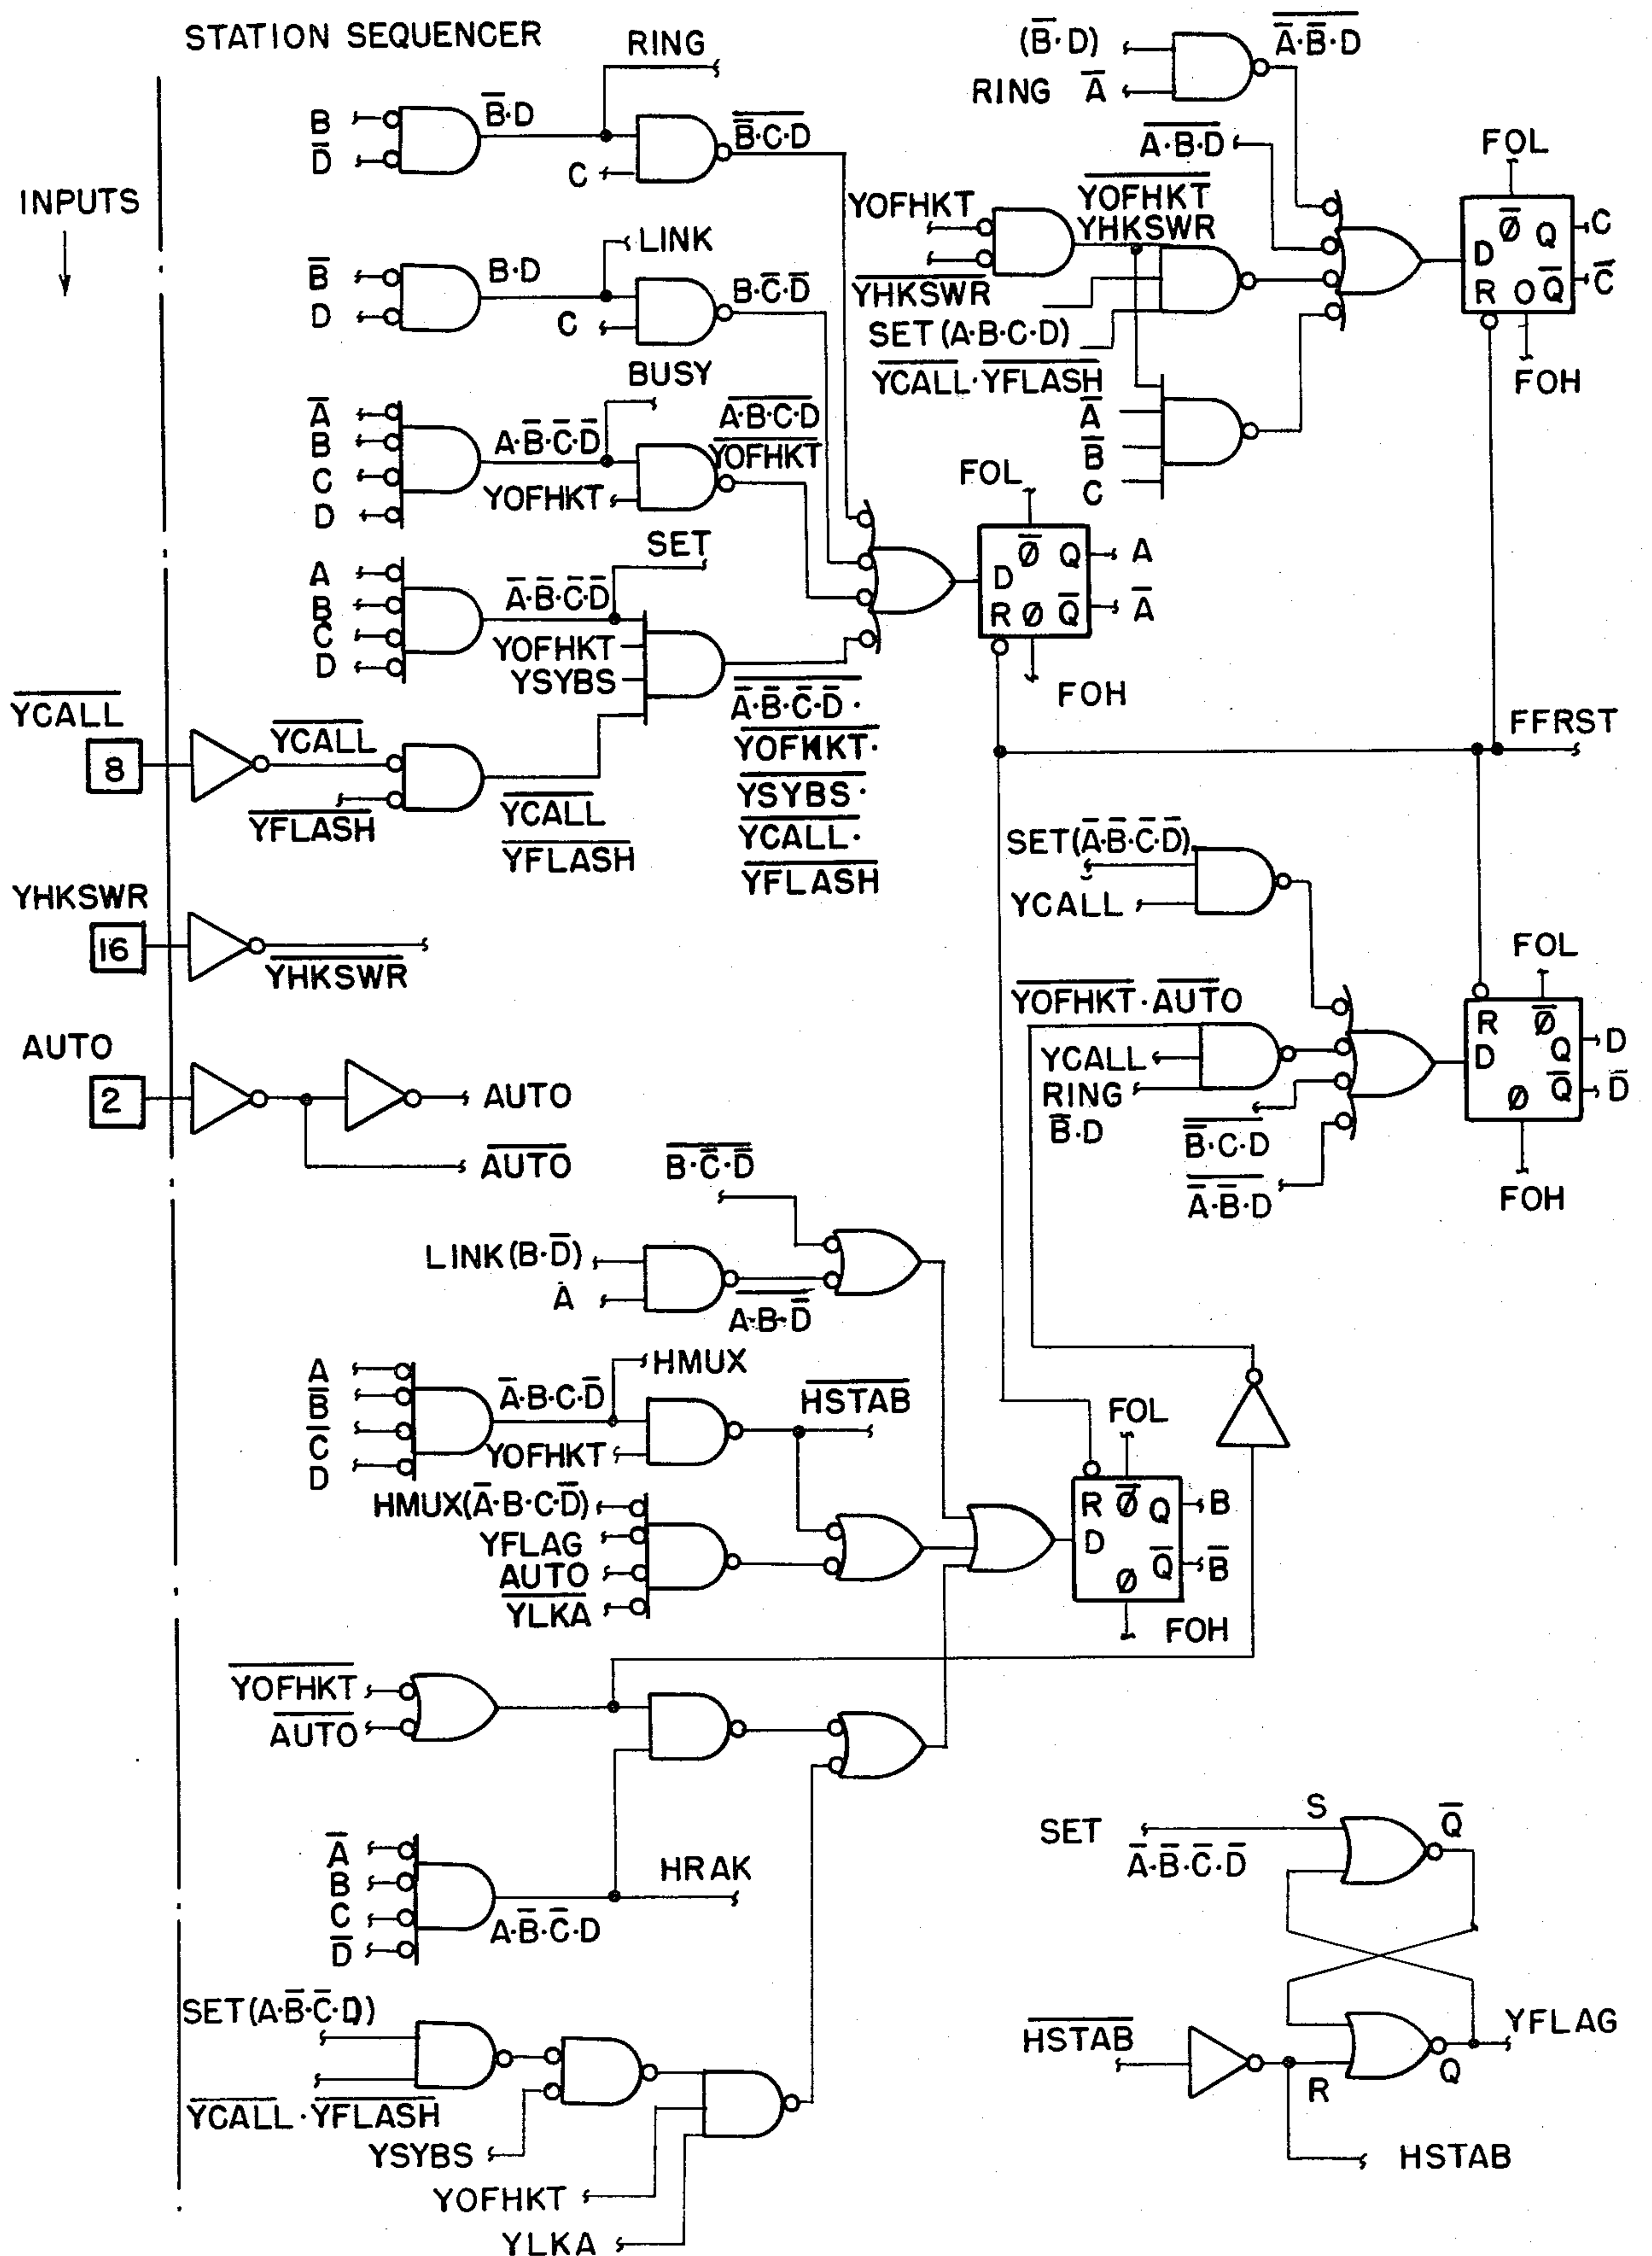 STATION SEQUENCER
INPUTS
RING
B
D̅
B̅·D
C
B̅·C·D
LINK
B̅
D
B·D
C
B·C̅·D̅
BUSY
A̅
B
C
D
A·B̅·C̅·D̅
YOFHKT
A·B·C·D
YOFHKT
SET
A
B
C
D
A̅·B̅·C̅·D̅
YOFHKT
YSYBS
A̅·B̅·C̅·D̅·
YOFHKT·
YSYBS·
YCALL·
YFLASH
YCALL
8
YCALL
YFLASH
YCALL
YFLASH
YHKSWR
16
YHKSWR
AUTO
2
AUTO
AUTO
FOL
Ø̅ Q
A
D
R Ø Q̅
A̅
FOH
(B̅·D)
RING A̅
A̅·B̅·D
A·B·D
YOFHKT
YHKSWR
YOFHKT
YHKSWR
SET (A·B·C·D)
YCALL·YFLASH
A̅
B̅
C
FOL
Ø̅ Q
C
D
R O Q̅
C̅
FOH
FFRST
SET(A̅·B̅·C̅·D̅)
YCALL
YOFHKT·AUTO
YCALL
RING
B̅·D
B̅·C·D
A̅·B̅·D
FOL
R Ø̅
Q D
D
Q̅ D̅
Ø
FOH
B·C̅·D̅
LINK(B·D̅)
A
A·B·D̅
A
B̅
C̅
D
A̅·B·C·D̅
HMUX
YOFHKT
HSTAB
HMUX(A̅·B·C·D̅)
YFLAG
AUTO
YLKA
FOL
R Ø̅ Q
B
D
Q̅
B̅
Ø
FOH
YOFHKT
AUTO
A̅
B
C
D̅
HRAK
A·B̅·C̅·D
SET(A·B̅·C̅·D)
YCALL·YFLASH
YSYBS
YOFHKT
YLKA
SET
S
Q̅
A̅·B̅·C̅·D̅
HSTAB
R
Q
YFLAG
HSTAB